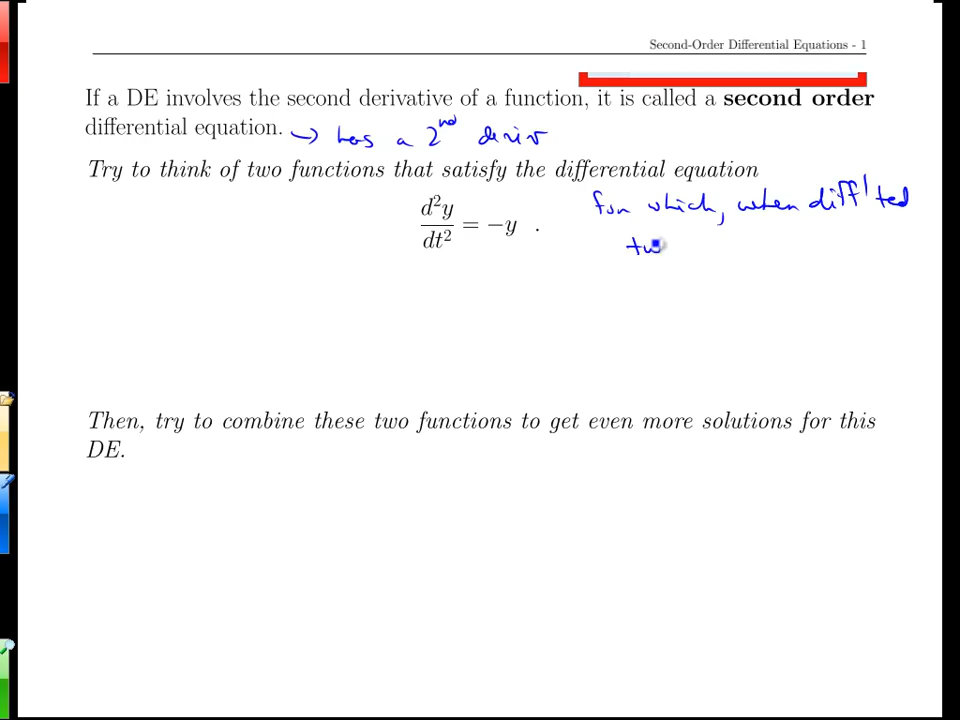 Second-Order Differential Equations - 1
If a DE involves the second derivative of a function, it is called a second order
differential equation. → has a 2nd deriv
Try to think of two functions that satisfy the differential equation
d²y/dt² = −y .
fun which, when diff'ted
tw
Then, try to combine these two functions to get even more solutions for this
DE.